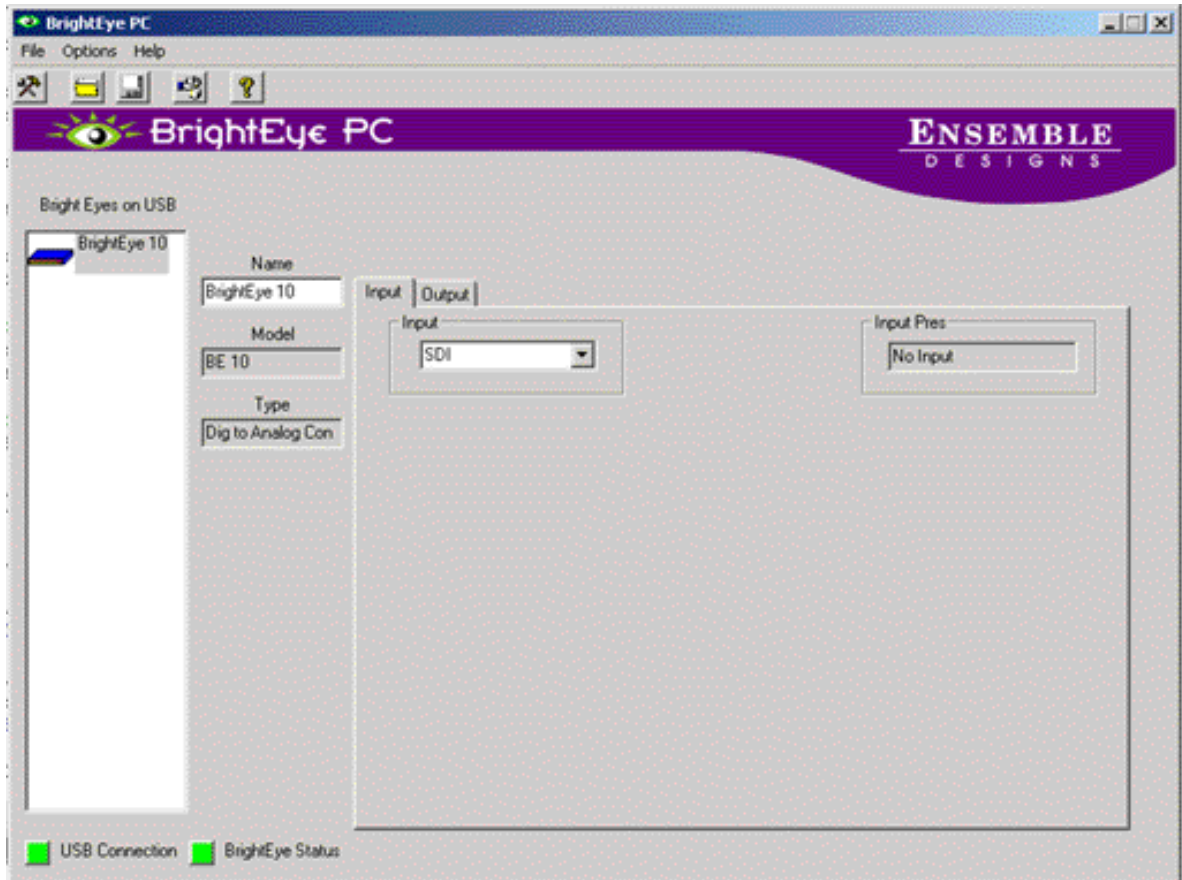 BrightEye PC
File Options Help
BrightEye PC
ENSEMBLE
DESIGNS
Bright Eyes on USB
BrightEye 10
Name
BrightEye 10
Model
BE 10
Type
Dig to Analog Con
Input Output
Input
SDI
Input Pres
No Input
USB Connection BrightEye Status